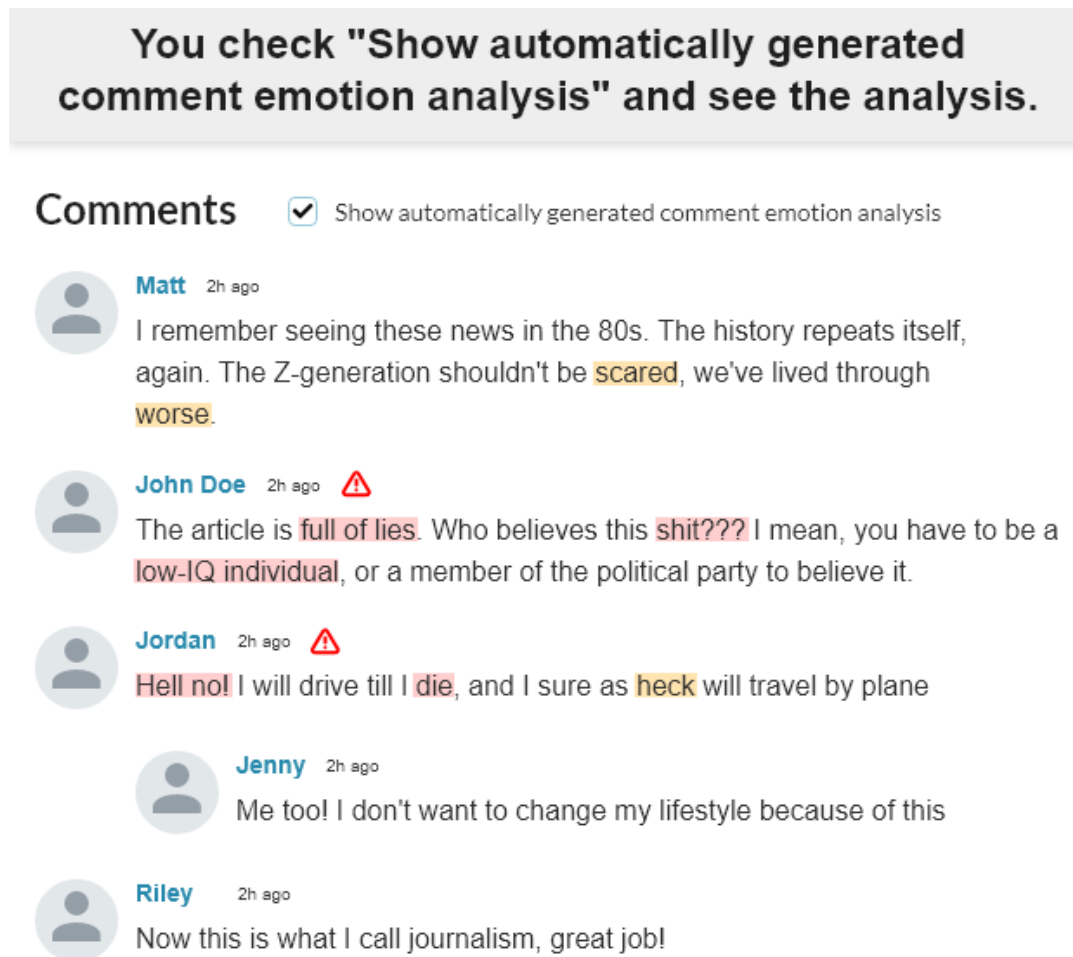 You check "Show automatically generated
comment emotion analysis" and see the analysis.
Comments Show automatically generated comment emotion analysis
Matt 2h ago
I remember seeing these news in the 80s. The history repeats itself,
again. The Z-generation shouldn't be scared, we've lived through
worse.
John Doe 2h ago
The article is full of lies. Who believes this shit??? I mean, you have to be a
low-IQ individual, or a member of the political party to believe it.
Jordan 2h ago
Hell no! I will drive till I die, and I sure as heck will travel by plane
Jenny 2h ago
Me too! I don't want to change my lifestyle because of this
Riley 2h ago
Now this is what I call journalism, great job!